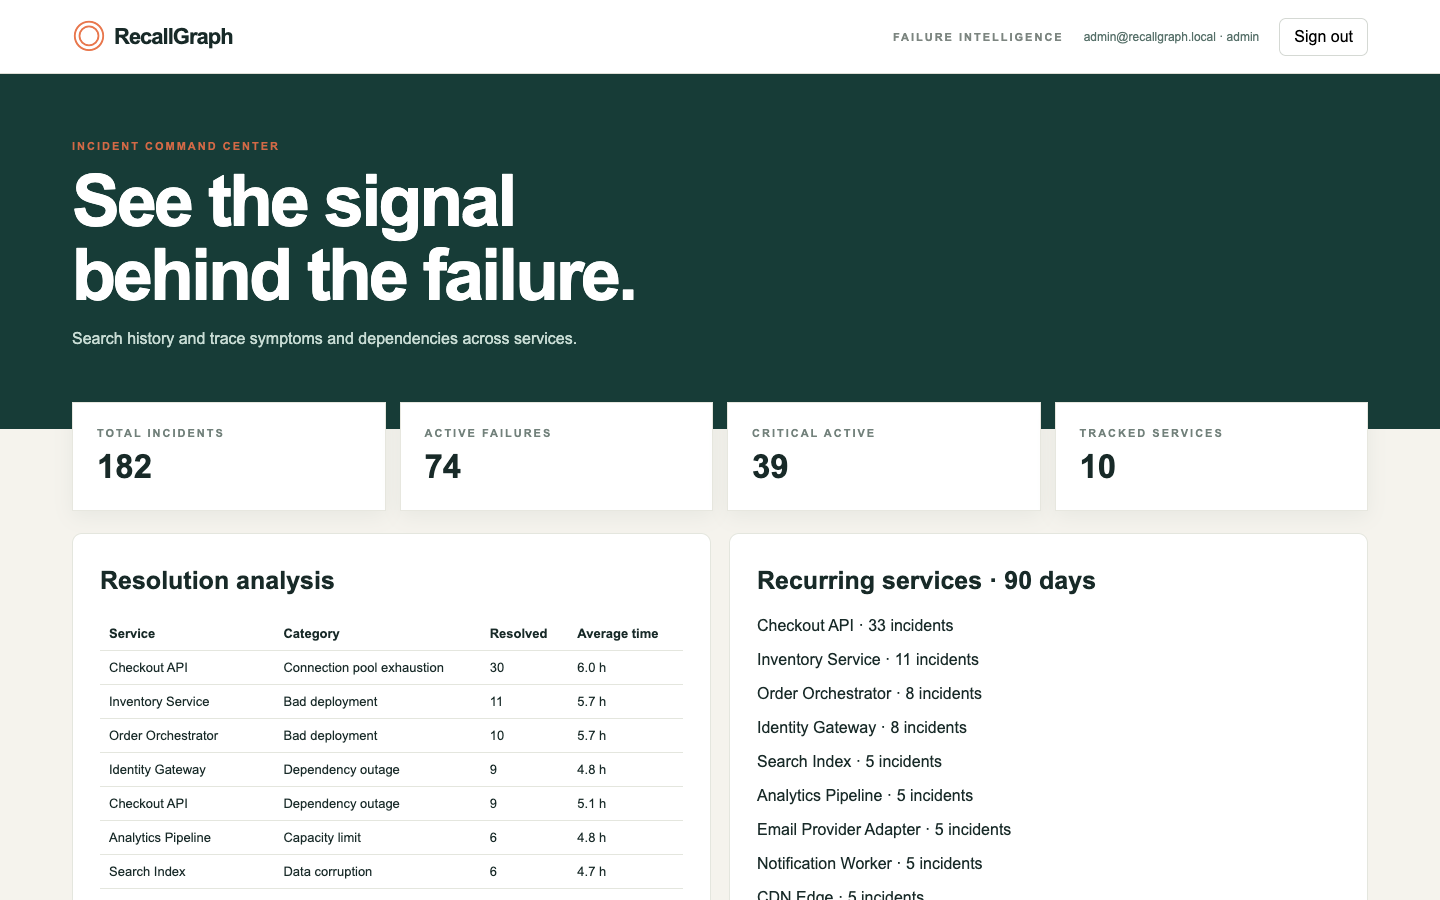 RecallGraph
FAILURE INTELLIGENCE
admin@recallgraph.local · admin
Sign out
INCIDENT COMMAND CENTER
See the signal
behind the failure.
Search history and trace symptoms and dependencies across services.
TOTAL INCIDENTS
182
ACTIVE FAILURES
74
CRITICAL ACTIVE
39
TRACKED SERVICES
10
Resolution analysis
Service Category Resolved Average time
Checkout API Connection pool exhaustion 30 6.0 h
Inventory Service Bad deployment 11 5.7 h
Order Orchestrator Bad deployment 10 5.7 h
Identity Gateway Dependency outage 9 4.8 h
Checkout API Dependency outage 9 5.1 h
Analytics Pipeline Capacity limit 6 4.8 h
Search Index Data corruption 6 4.7 h
Recurring services · 90 days
Checkout API · 33 incidents
Inventory Service · 11 incidents
Order Orchestrator · 8 incidents
Identity Gateway · 8 incidents
Search Index · 5 incidents
Analytics Pipeline · 5 incidents
Email Provider Adapter · 5 incidents
Notification Worker · 5 incidents
CDN Edge · 5 incidents